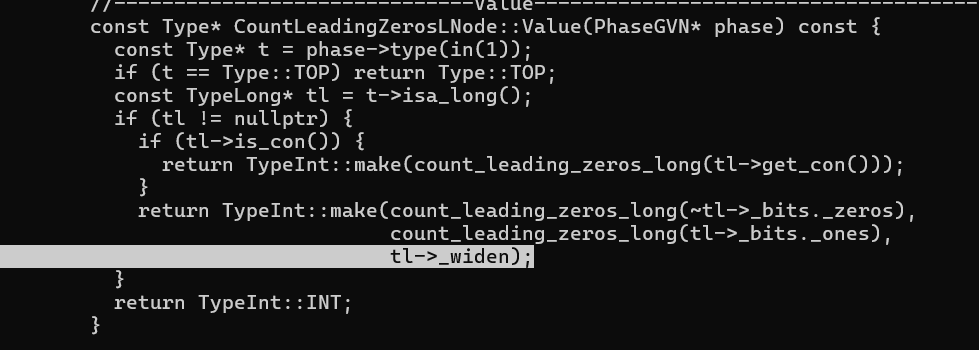 //------------------------------Value------------------------------------
const Type* CountLeadingZerosLNode::Value(PhaseGVN* phase) const {
  const Type* t = phase->type(in(1));
  if (t == Type::TOP) return Type::TOP;
  const TypeLong* tl = t->isa_long();
  if (tl != nullptr) {
    if (tl->is_con()) {
      return TypeInt::make(count_leading_zeros_long(tl->get_con()));
    }
    return TypeInt::make(count_leading_zeros_long(~tl->_bits._zeros),
                         count_leading_zeros_long(tl->_bits._ones),
                         tl->_widen);
  }
  return TypeInt::INT;
}